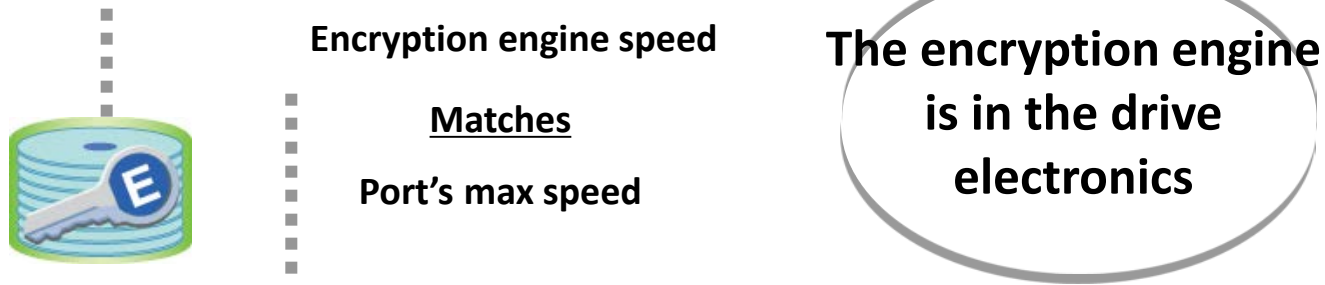 Encryption engine speed
Matches
Port’s max speed
The encryption engine
is in the drive
electronics
E